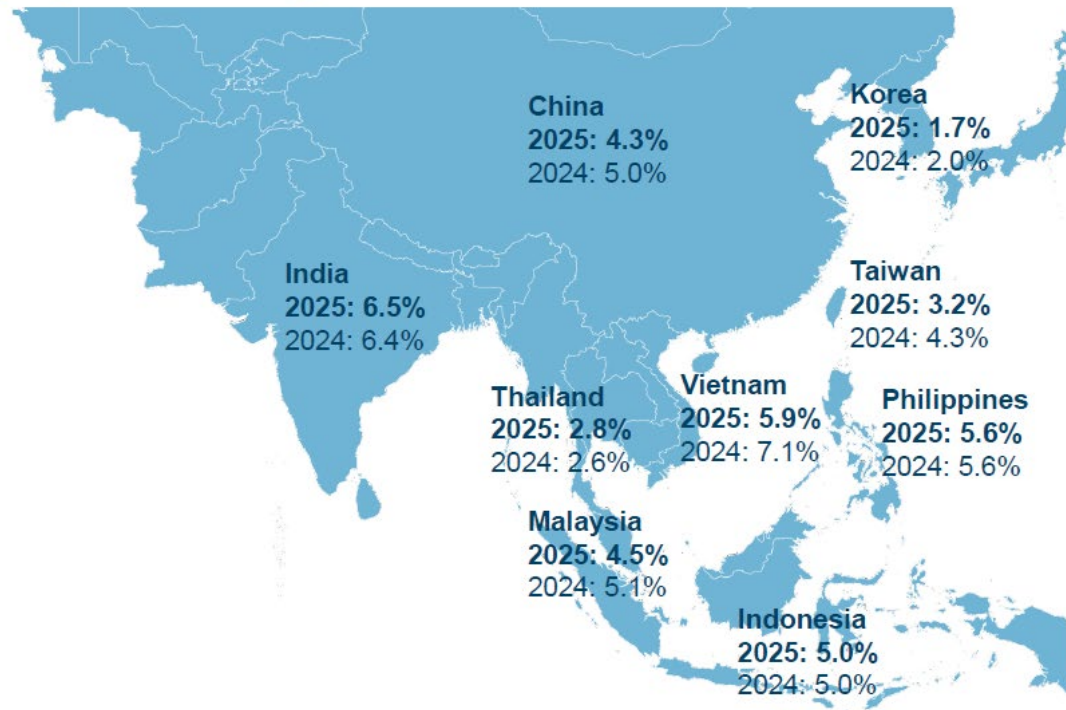 China
2025: 4.3%
2024: 5.0%
Korea
2025: 1.7%
2024: 2.0%
India
2025: 6.5%
2024: 6.4%
Taiwan
2025: 3.2%
2024: 4.3%
Thailand
2025: 2.8%
2024: 2.6%
Vietnam
2025: 5.9%
2024: 7.1%
Philippines
2025: 5.6%
2024: 5.6%
Malaysia
2025: 4.5%
2024: 5.1%
Indonesia
2025: 5.0%
2024: 5.0%